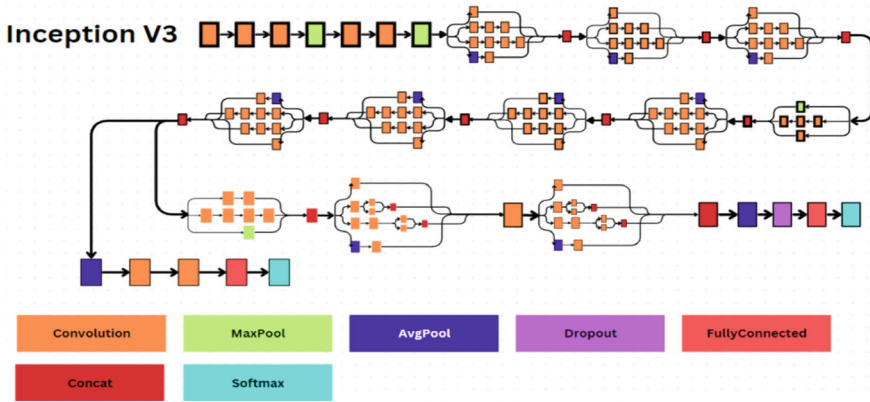 Inception V3
Convolution
MaxPool
AvgPool
Dropout
FullyConnected
Concat
Softmax